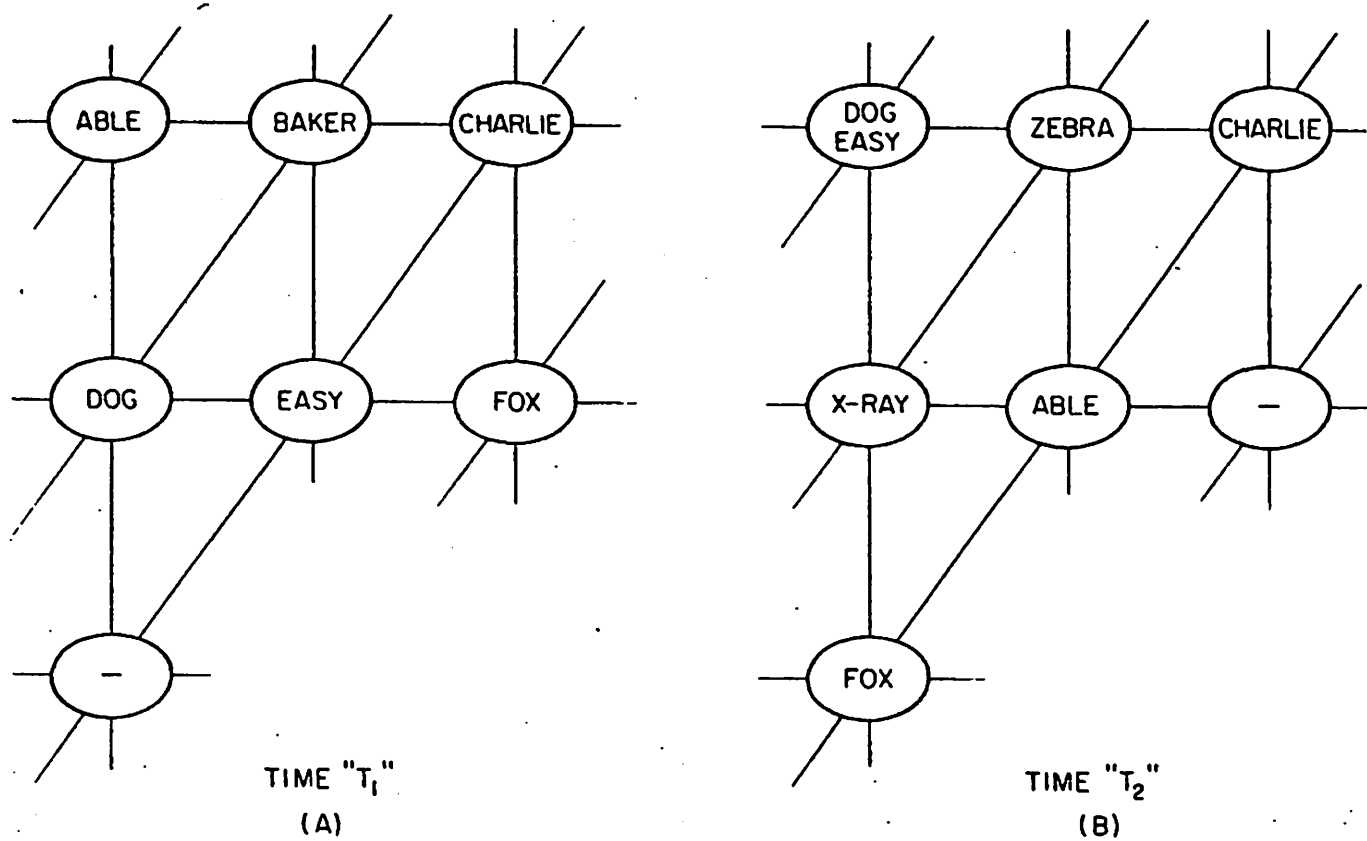 ABLE
BAKER
CHARLIE
DOG
EASY
FOX
–
TIME "T₁"
(A)
DOG
EASY
ZEBRA
CHARLIE
X-RAY
ABLE
–
FOX
TIME "T₂"
(B)